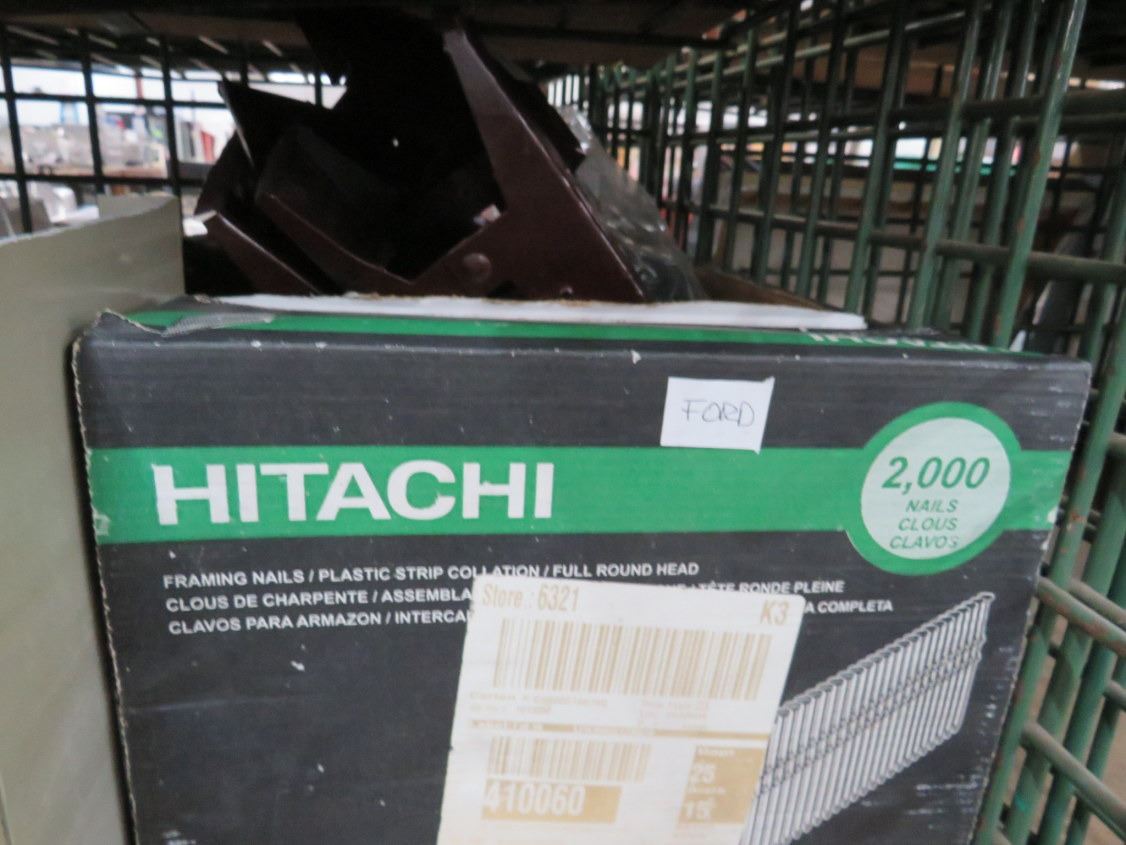 FORD
HITACHI
2,000
NAILS
CLOUS
CLAVOS
FRAMING NAILS / PLASTIC STRIP COLLATION / FULL ROUND HEAD
CLOUS DE CHARPENTE / ASSEMBLA
TÊTE RONDE PLEINE
CLAVOS PARA ARMAZON / INTERCA
A COMPLETA
Store.: 6321
K3
410060